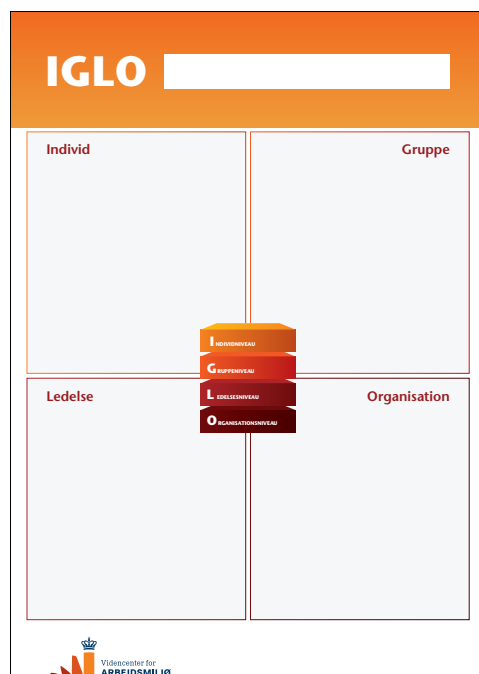 IGLO
Individ
Gruppe
INDIVIDNIVEAU
GRUPPENIVEAU
LEDELSESNIVEAU
ORGANISATIONSNIVEAU
Ledelse
Organisation
Videncenter for
ARBEJDSMILJØ